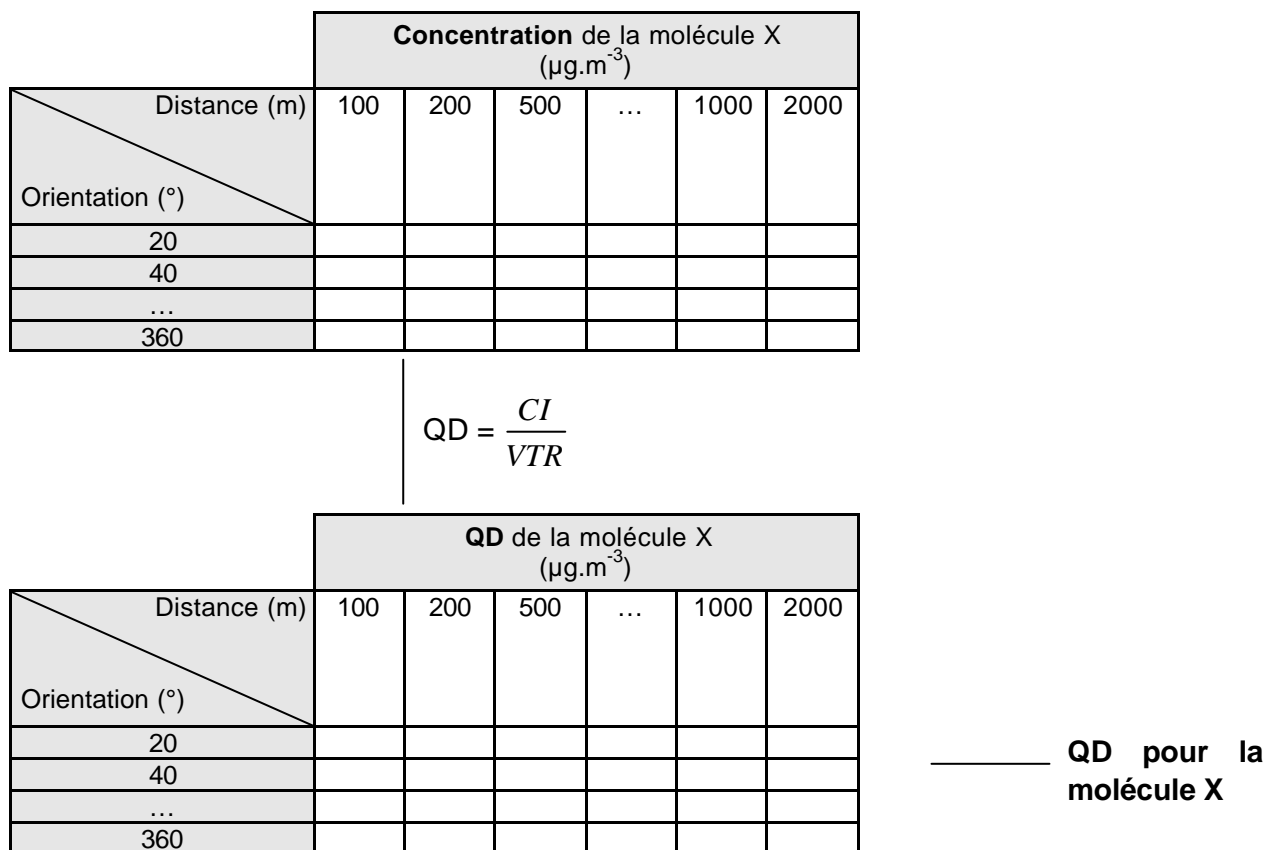 Concentration de la molécule X
(µg.m-3)
Distance (m) 100 200 500 … 1000 2000
Orientation (°)
20
40
…
360
QD = CI
VTR
QD de la molécule X
(µg.m-3)
Distance (m) 100 200 500 … 1000 2000
Orientation (°)
20
40
…
360
QD pour la
molécule X